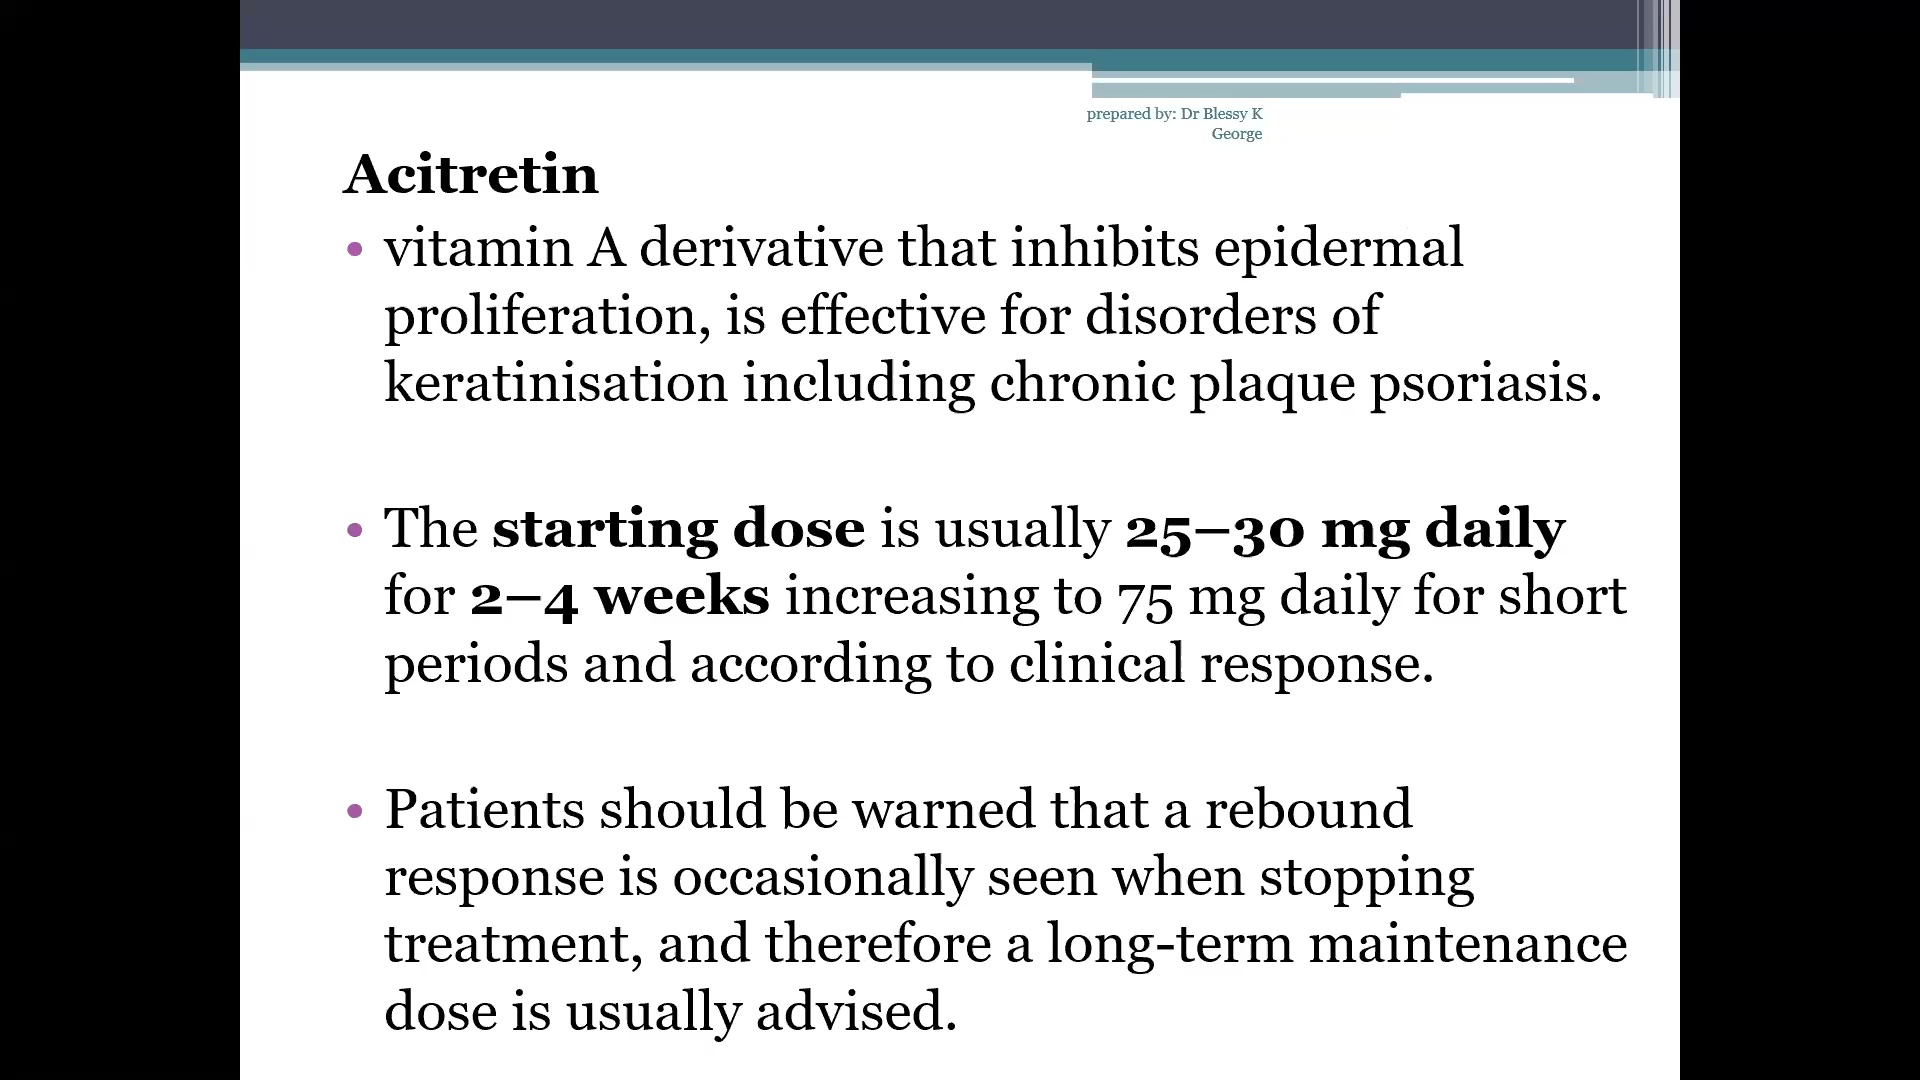 prepared by: Dr Blessy K
George
Acitretin
• vitamin A derivative that inhibits epidermal
proliferation, is effective for disorders of
keratinisation including chronic plaque psoriasis.
• The starting dose is usually 25–30 mg daily
for 2–4 weeks increasing to 75 mg daily for short
periods and according to clinical response.
• Patients should be warned that a rebound
response is occasionally seen when stopping
treatment, and therefore a long-term maintenance
dose is usually advised.